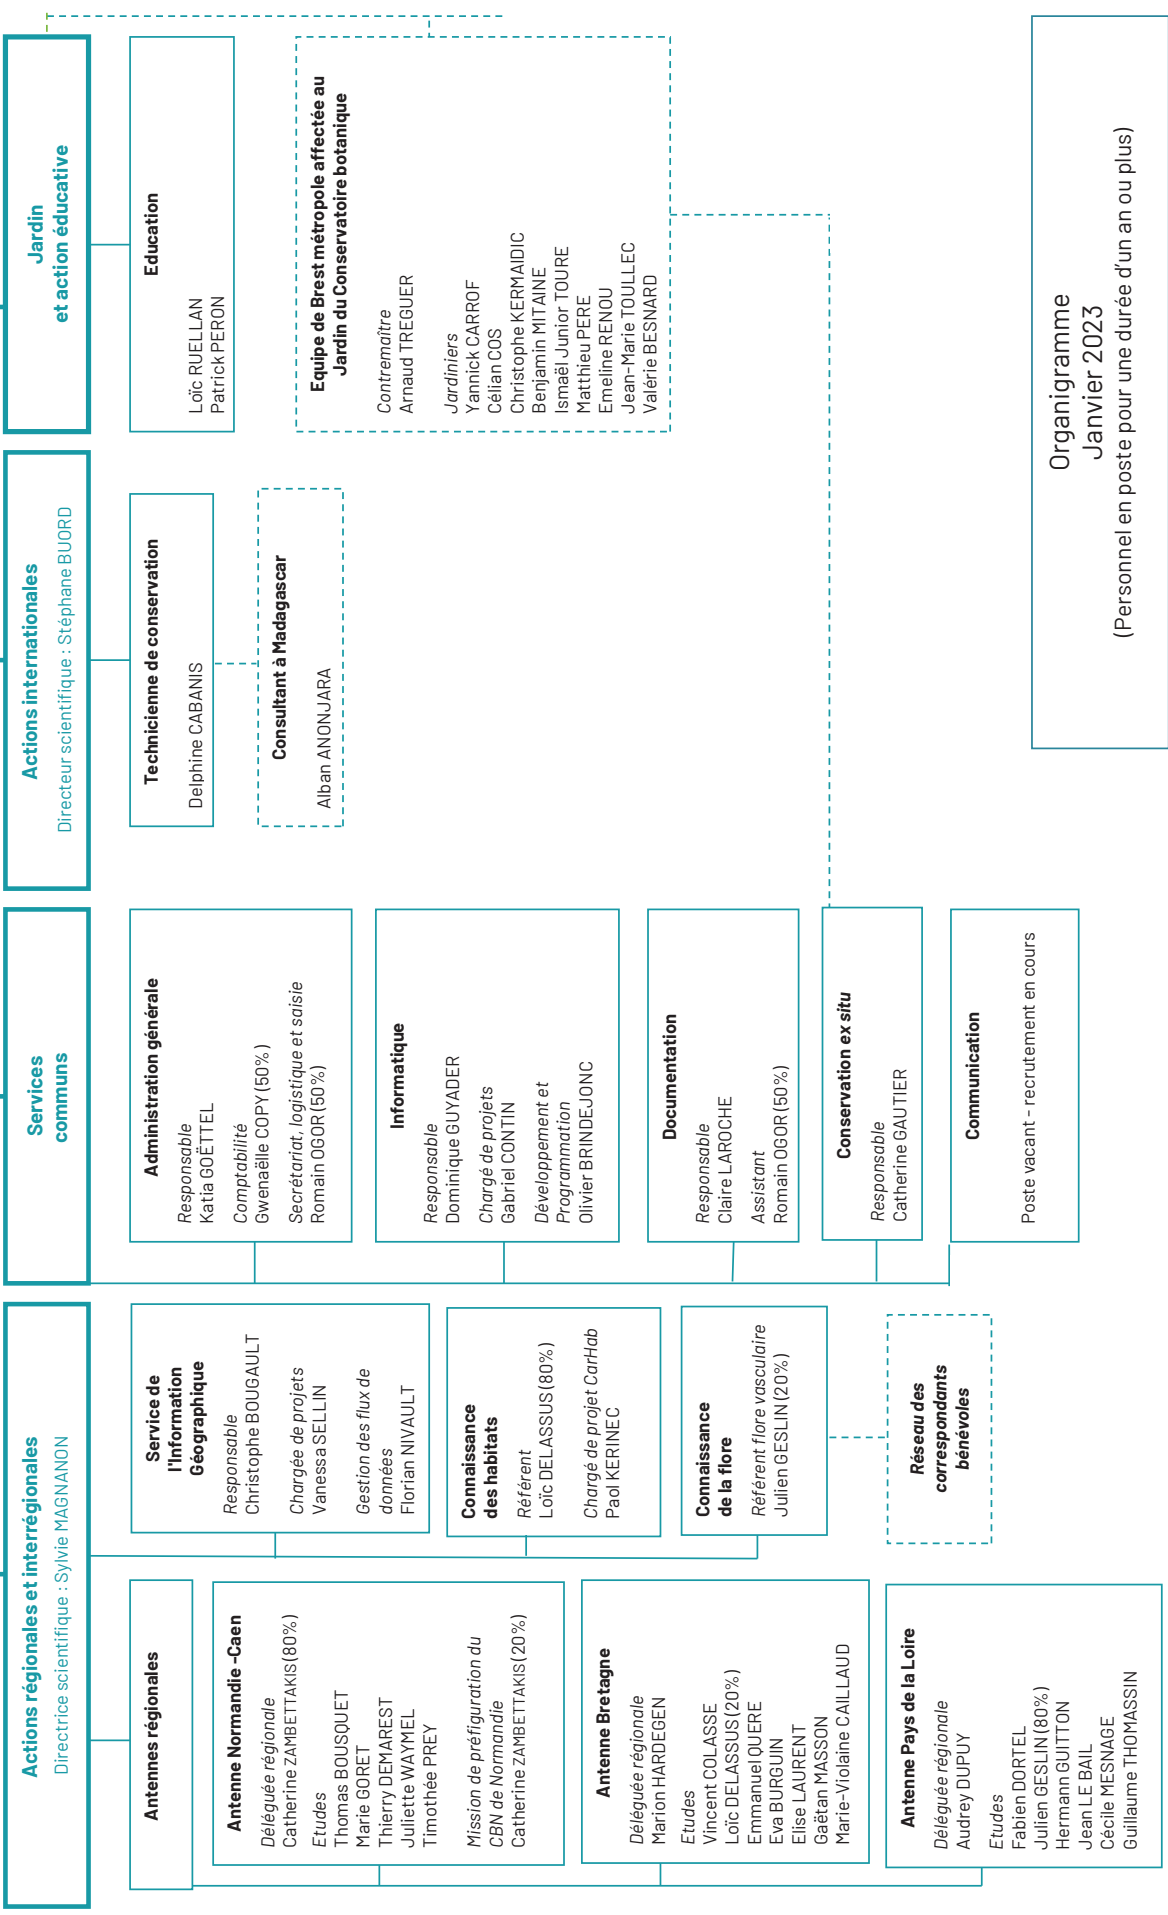 Actions régionales et interrégionales
Directrice scientifique : Sylvie MAGNANON
Antennes régionales
Antenne Normandie -Caen
Déléguée régionale
Catherine ZAMBETTAKIS (80%)
Etudes
Thomas BOUSQUET
Marie GORET
Thierry DEMAREST
Juliette WAYMEL
Timothée PREY
Mission de préfiguration du
CBN de Normandie
Catherine ZAMBETTAKIS (20%)
Antenne Bretagne
Déléguée régionale
Marion HARDEGEN
Etudes
Vincent COLASSE
Loïc DELASSUS (20%)
Emmanuel QUERE
Eva BURGUIN
Elise LAURENT
Gaëtan MASSON
Marie-Violaine CAILLAUD
Antenne Pays de la Loire
Déléguée régionale
Audrey DUPUY
Etudes
Fabien DORTEL
Julien GESLIN (80%)
Hermann GUITTON
Jean LE BAIL
Cécile MESNAGE
Guillaume THOMASSIN
Service de
l'Information
Géographique
Responsable
Christophe BOUGAULT
Chargée de projets
Vanessa SELLIN
Gestion des flux de
données
Florian NIVAULT
Connaissance
des habitats
Référent
Loïc DELASSUS (80%)
Chargé de projet CarHab
Paol KERINEC
Connaissance
de la flore
Référent flore vasculaire
Julien GESLIN (20%)
Réseau des
correspondants
bénévoles
Services
communs
Administration générale
Responsable
Katia GOËTTEL
Comptabilité
Gwenaëlle COPY (50%)
Secrétariat, logistique et saisie
Romain OGOR (50%)
Informatique
Responsable
Dominique GUYADER
Chargé de projets
Gabriel CONTIN
Développement et
Programmation
Olivier BRINDEJONC
Documentation
Responsable
Claire LAROCHE
Assistant
Romain OGOR (50%)
Conservation ex situ
Responsable
Catherine GAUTIER
Communication
Poste vacant – recrutement en cours
Actions internationales
Directeur scientifique : Stéphane BUORD
Technicienne de conservation
Delphine CABANIS
Consultant à Madagascar
Alban ANONJARA
Jardin
et action éducative
Education
Loïc RUELLAN
Patrick PERON
Equipe de Brest métropole affectée au
Jardin du Conservatoire botanique
Contremaître
Arnaud TREGUER
Jardiniers
Yannick CARROF
Célian COS
Christophe KERMAIDIC
Benjamin MITAINE
Ismaël Junior TOURE
Matthieu PERE
Emeline RENOU
Jean-Marie TOULLEC
Valérie BESNARD
Organigramme
Janvier 2023
(Personnel en poste pour une durée d'un an ou plus)